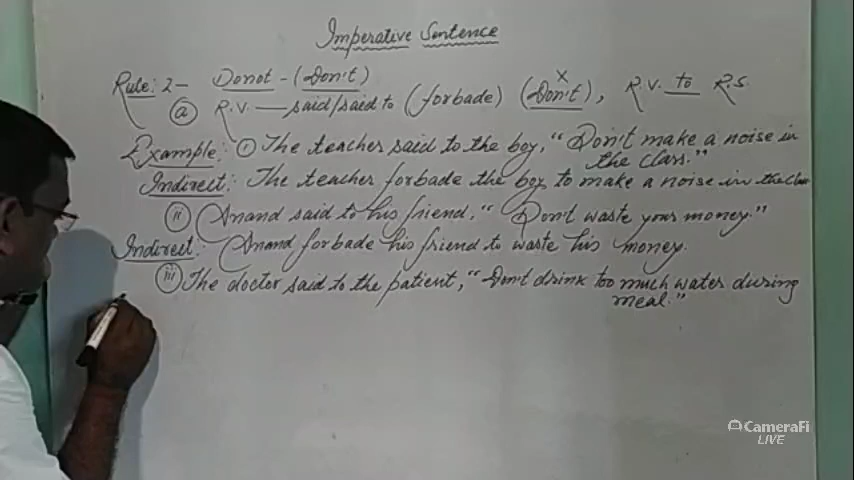 Imperative Sentence
Rule: 2- Donot - (Don't)
ⓐ R.V. — said/said to (forbade) (Don't), R.V. to R.S.
X
Example: ⓘ The teacher said to the boy, "Don't make a noise in
the class."
Indirect: The teacher forbade the boy to make a noise in the class
ii Anand said to his friend, "Don't waste your money."
Indirect: Anand forbade his friend to waste his money.
iii The doctor said to the patient, "Don't drink too much water during
meal."
CameraFi
LIVE